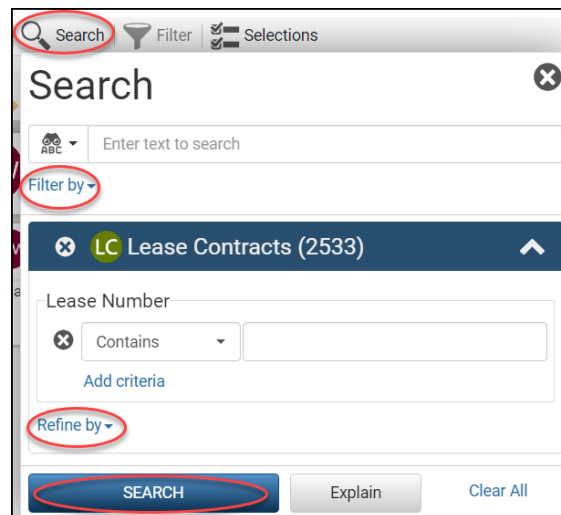 Search Filter Selections
Search
ABC Enter text to search
Filter by
LC Lease Contracts (2533)
Lease Number
Contains
Add criteria
Refine by
SEARCH Explain Clear All